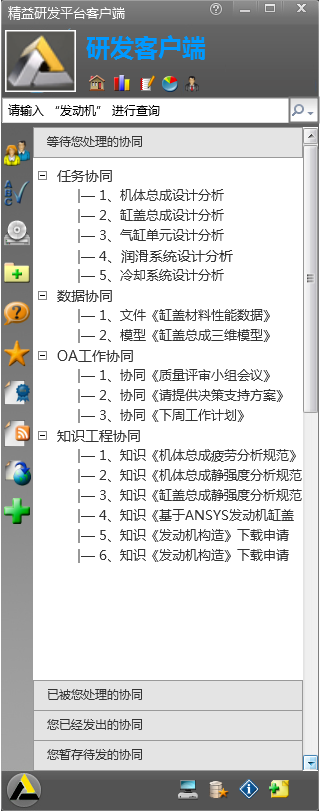 精益研发平台客户端
研发客户端
请输入 “发动机” 进行查询
等待您处理的协同
任务协同
|— 1、机体总成设计分析
|— 2、缸盖总成设计分析
|— 3、气缸单元设计分析
|— 4、润滑系统设计分析
|— 5、冷却系统设计分析
数据协同
|— 1、文件《缸盖材料性能数据》
|— 2、模型《缸盖总成三维模型》
OA工作协同
|— 1、协同《质量评审小组会议》
|— 2、协同《请提供决策支持方案》
|— 3、协同《下周工作计划》
知识工程协同
|— 1、知识《机体总成疲劳分析规范》
|— 2、知识《机体总成静强度分析规范
|— 3、知识《缸盖总成静强度分析规范
|— 4、知识《基于ANSYS发动机缸盖
|— 5、知识《发动机构造》下载申请
|— 6、知识《发动机构造》下载申请
已被您处理的协同
您已经发出的协同
您暂存待发的协同